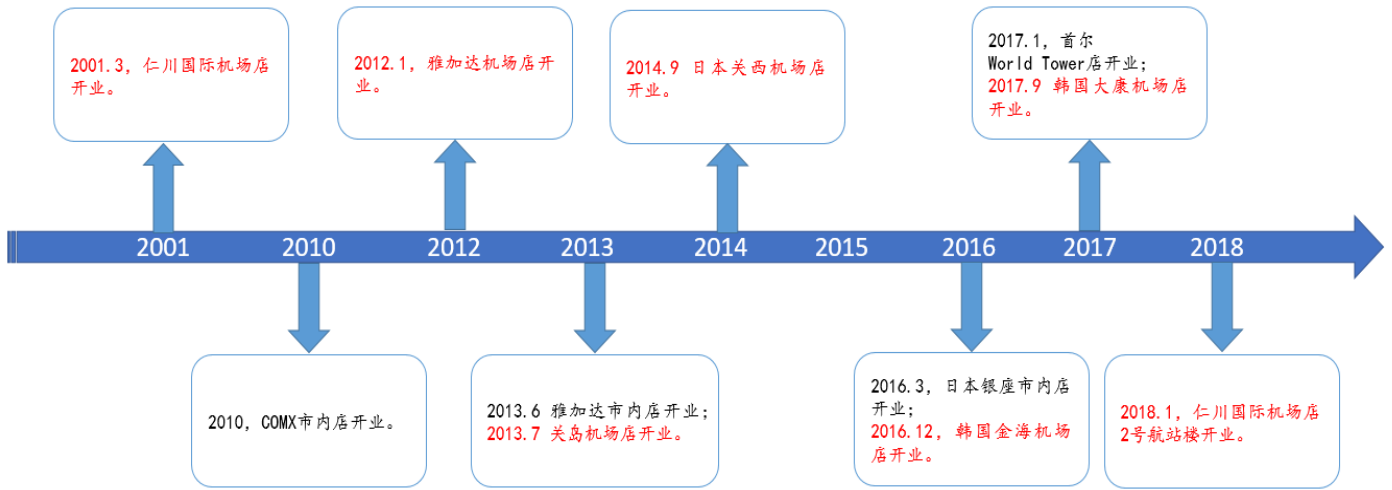 2001.3，仁川国际机场店
开业。
2012.1，雅加达机场店开
业。
2014.9 日本关西机场店
开业。
2017.1，首尔
World Tower店开业；
2017.9 韩国大康机场店
开业。
2001 2010 2012 2013 2014 2015 2016 2017 2018
2010，COMX市内店开业。
2013.6 雅加达市内店开业；
2013.7 关岛机场店开业。
2016.3，日本银座市内店
开业；
2016.12，韩国金海机场
店开业。
2018.1，仁川国际机场店
2号航站楼开业。